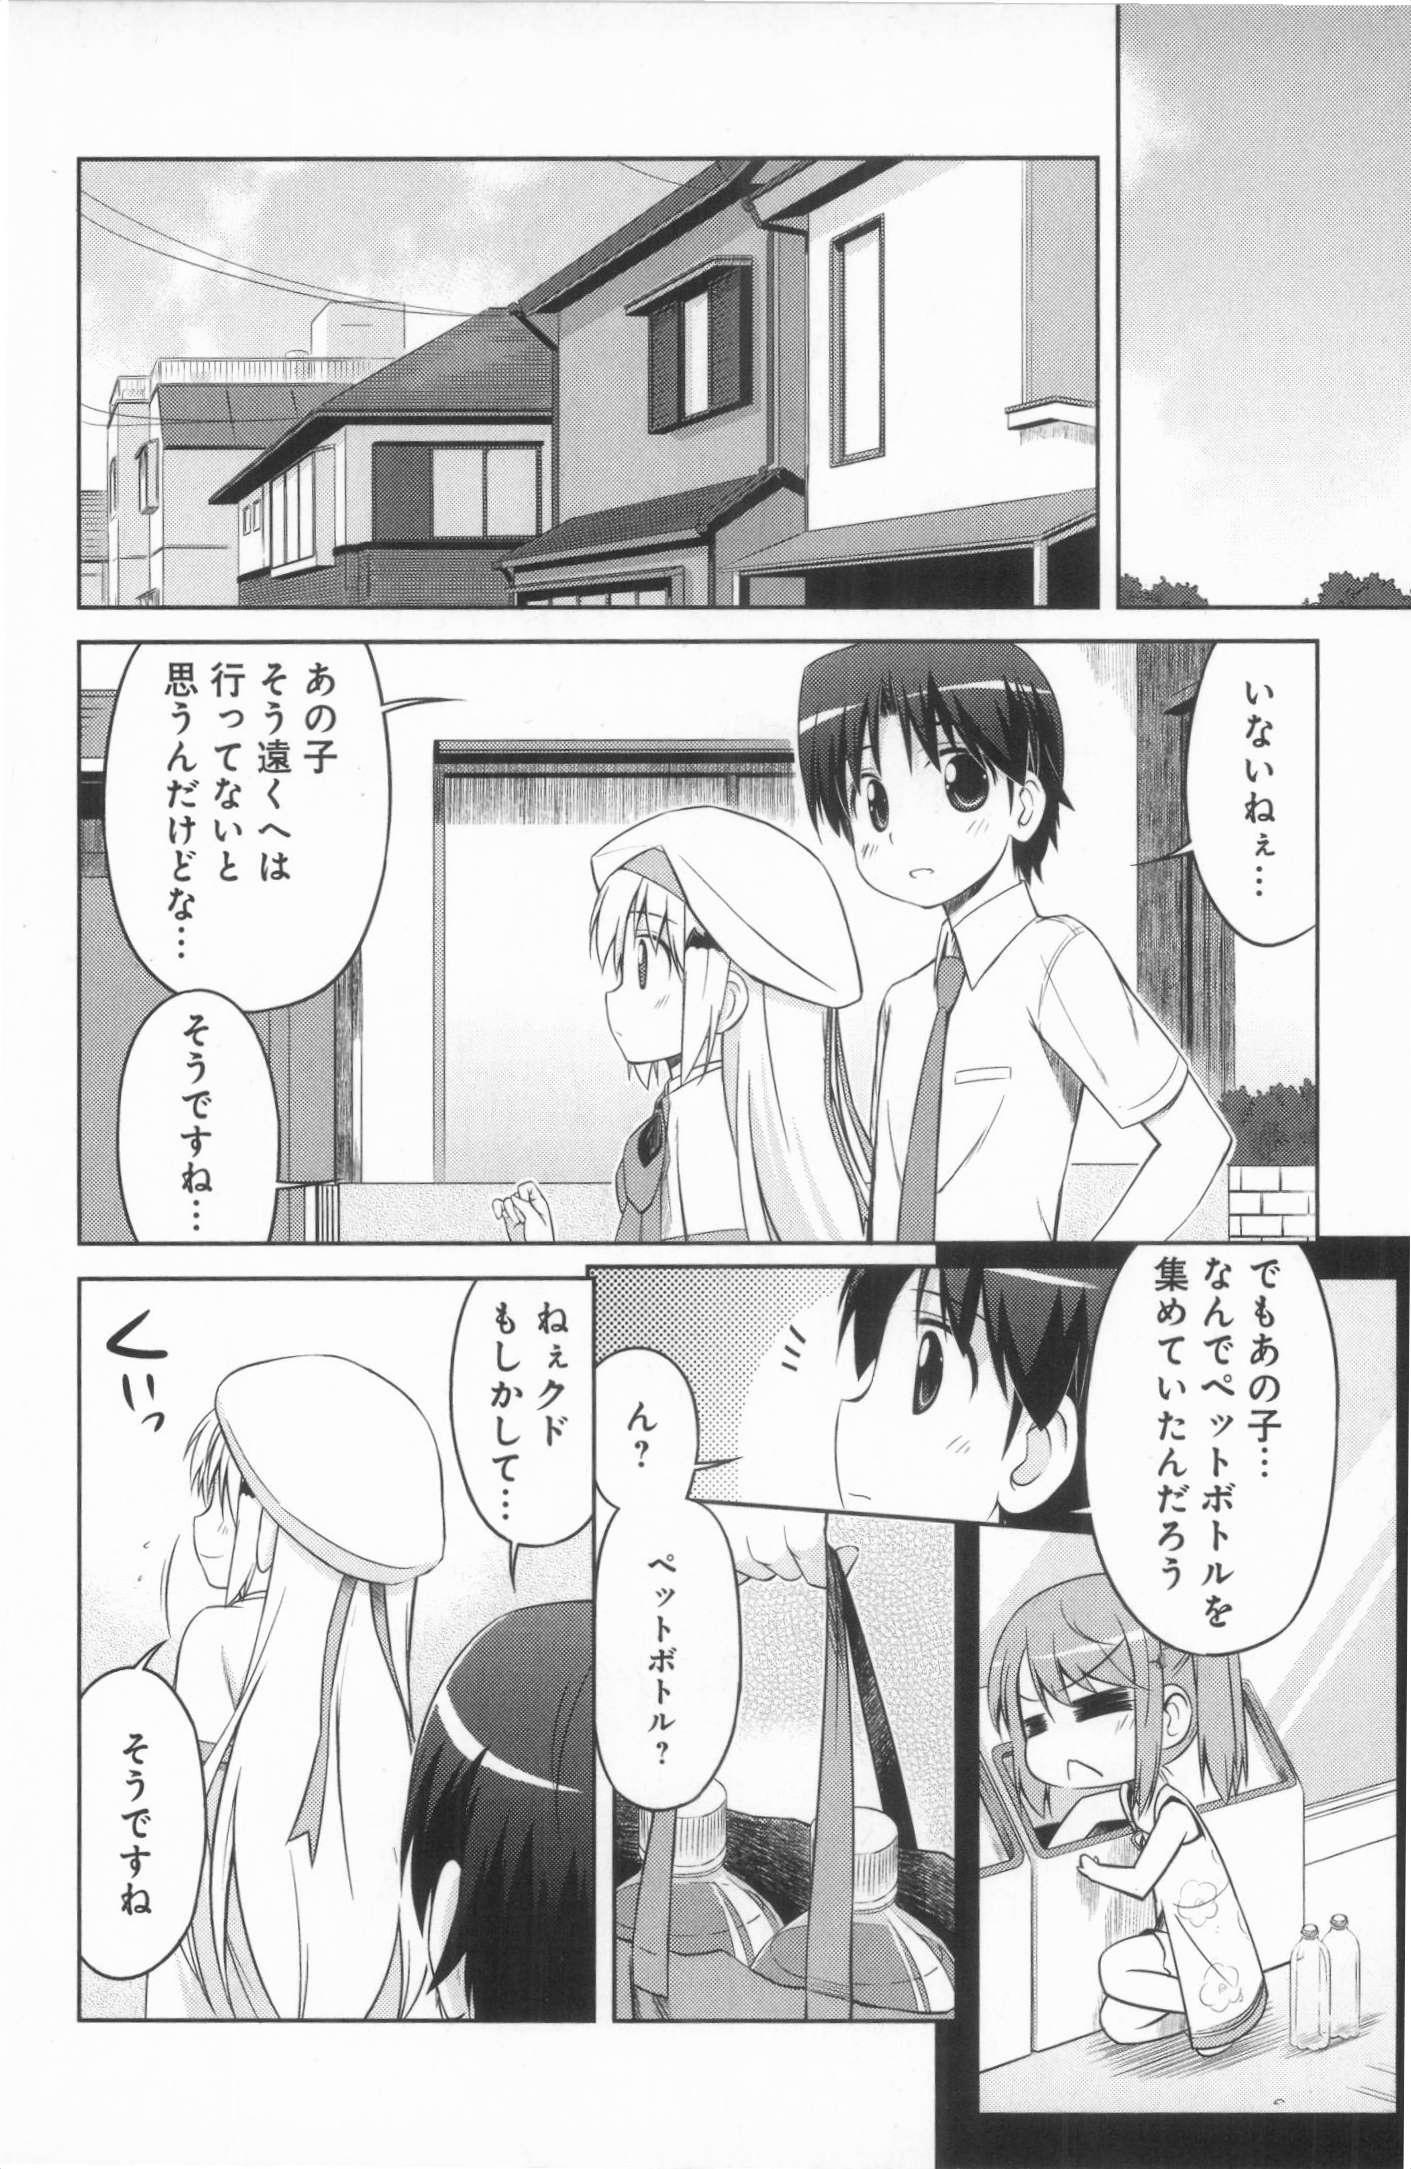 いないねぇ…
あの子
そう遠くへは
行ってないと
思うんだけどな…
そうですね…
でもあの子…
なんでペットボトルを
集めていたんだろう
ん？
ペットボトル？
ねぇクド
もしかして…
くいっ
そうですね